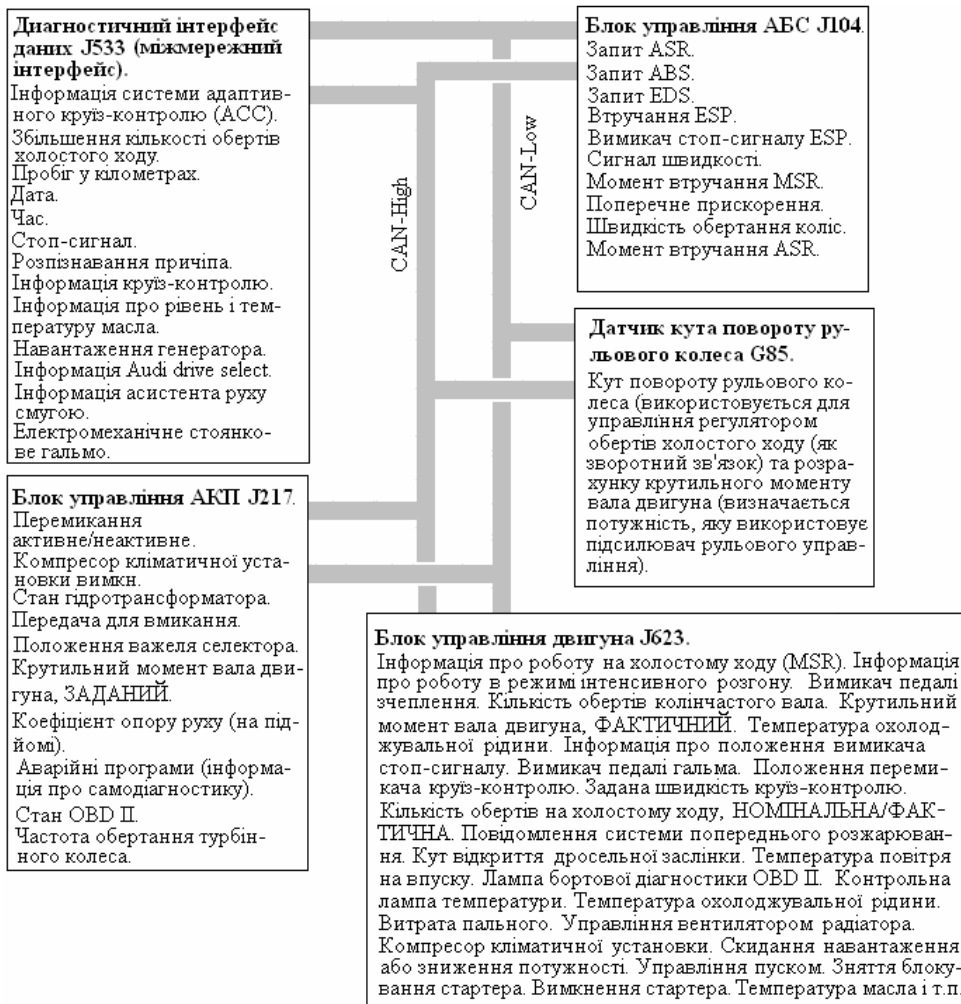 Диагностичний інтерфейс
даних J533 (міжмережний
інтерфейс).
Інформація системи адаптив-
ного круїз-контролю (АСС).
Збільшення кількості обертів
холостого ходу.
Пробіг у кілометрах.
Дата.
Час.
Стоп-сигнал.
Розпізнавання причіпа.
Інформація круїз-контролю.
Інформація про рівень і тем-
пературу масла.
Навантаження генератора.
Інформація Audi drive select.
Інформація асистента руху
смугою.
Електромеханічне стоянко-
ве гальмо.
CAN-High
CAN-Low
Блок управління АБС J104.
Запит ASR.
Запит ABS.
Запит EDS.
Втручання ESP.
Вимикач стоп-сигналу ESP.
Сигнал швидкості.
Момент втручання MSR.
Поперечне прискорення.
Швидкість обертання коліс.
Момент втручання ASR.
Датчик кута повороту ру-
льового колеса G85.
Кут повороту рульового ко-
леса (використовується для
управління регулятором
обертів холостого ходу (як
зворотний зв'язок) та розра-
хунку крутильного моменту
вала двигуна (визначається
потужність, яку використовує
підсилювач рульового управ-
ління).
Блок управління АКП J217.
Перемикання
активне/неактивне.
Компресор кліматичної уста-
новки вимкн.
Стан гідротрансформатора.
Передача для вмикання.
Положення важеля селектора.
Крутильний момент вала дви-
гуна, ЗАДАНИЙ.
Коефіцієнт опору руху (на під-
йомі).
Аварійні програми (інформа-
ція про самодіагностику).
Стан OBD II.
Частота обертання турбін-
ного колеса.
Блок управління двигуна J623.
Інформація про роботу на холостому ходу (MSR). Інформація
про роботу в режимі інтенсивного розгону. Вимикач педалі
зчеплення. Кількість обертів колінчастого вала. Крутильний
момент вала двигуна, ФАКТИЧНИЙ. Температура охолод-
жувальної рідини. Інформація про положення вимикача
стоп-сигналу. Вимикач педалі гальма. Положення переми-
кача круїз-контролю. Задана швидкість круїз-контролю.
Кількість обертів на холостому ходу, НОМІНАЛЬНА/ФАК-
ТИЧНА. Повідомлення системи попереднього розжарюван-
ня. Кут відкриття дросельної заслінки. Температура повітря
на впуску. Лампа бортової діагностики OBD II. Контрольна
лампа температури. Температура охолоджувальної рідини.
Витрата пального. Управління вентилятором радіатора.
Компресор кліматичної установки. Скидання навантаження
або зниження потужності. Управління пуском. Зняття блоку-
вання стартера. Вимкнення стартера. Температура масла і т.п.